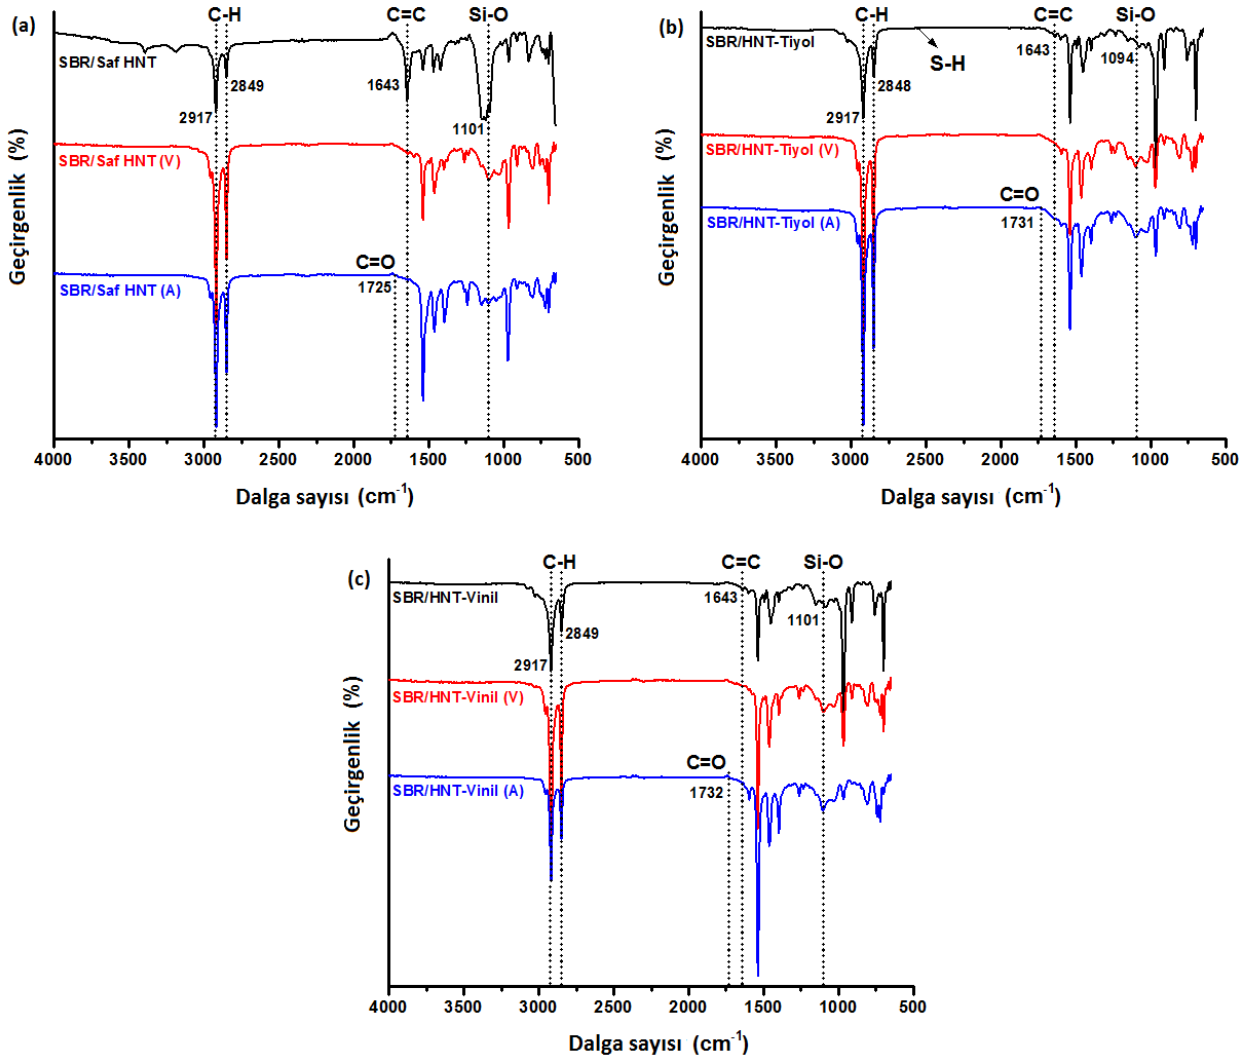 (a)
C-H
C=C
Si-O
SBR/Saf HNT
2849
1643
2917
1101
SBR/Saf HNT (V)
C=O
1725
SBR/Saf HNT (A)
Geçirgenlik (%)
4000 3500 3000 2500 2000 1500 1000 500
Dalga sayısı (cm⁻¹)
(b)
C-H
C=C
Si-O
SBR/HNT-Tiyol
1643
1094
S-H
2848
2917
SBR/HNT-Tiyol (V)
C=O
SBR/HNT-Tiyol (A)
1731
Geçirgenlik (%)
4000 3500 3000 2500 2000 1500 1000 500
Dalga sayısı (cm⁻¹)
(c)
C-H
C=C
Si-O
SBR/HNT-Vinil
1643
1101
2849
2917
SBR/HNT-Vinil (V)
C=O
SBR/HNT-Vinil (A)
1732
Geçirgenlik (%)
4000 3500 3000 2500 2000 1500 1000 500
Dalga sayısı (cm⁻¹)